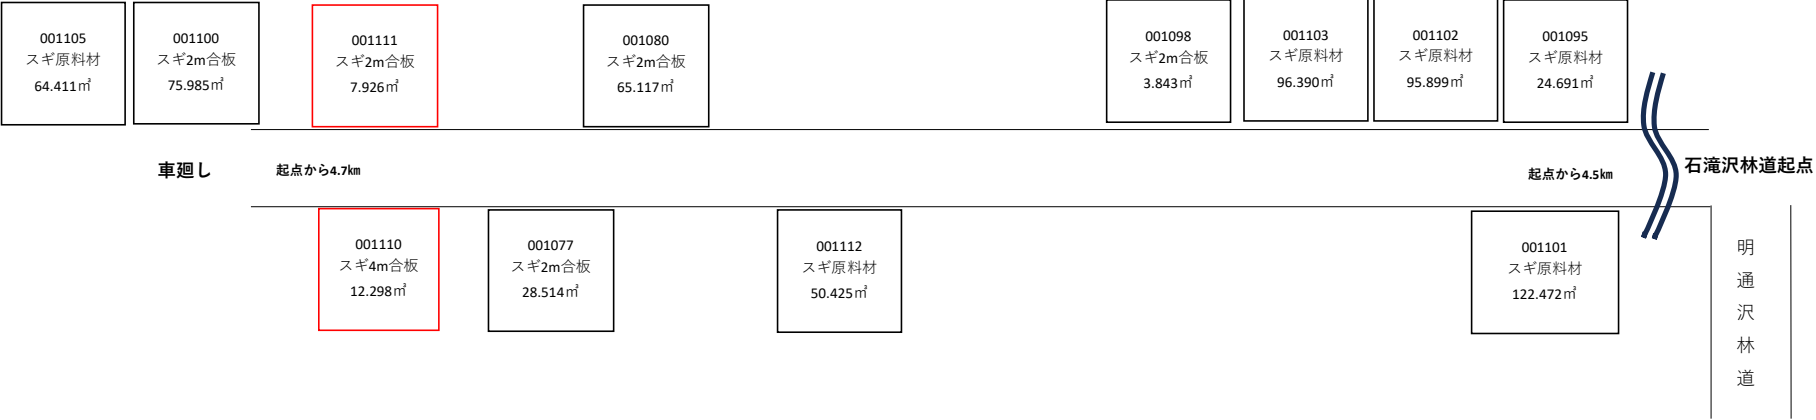 001105
スギ原料材
64.411㎥
001100
スギ2m合板
75.985㎥
001111
スギ2m合板
7.926㎥
001080
スギ2m合板
65.117㎥
001098
スギ2m合板
3.843㎥
001103
スギ原料材
96.390㎥
001102
スギ原料材
95.899㎥
001095
スギ原料材
24.691㎥
車廻し
起点から4.7㎞
起点から4.5㎞
石滝沢林道起点
001110
スギ4m合板
12.298㎥
001077
スギ2m合板
28.514㎥
001112
スギ原料材
50.425㎥
001101
スギ原料材
122.472㎥
明通沢林道